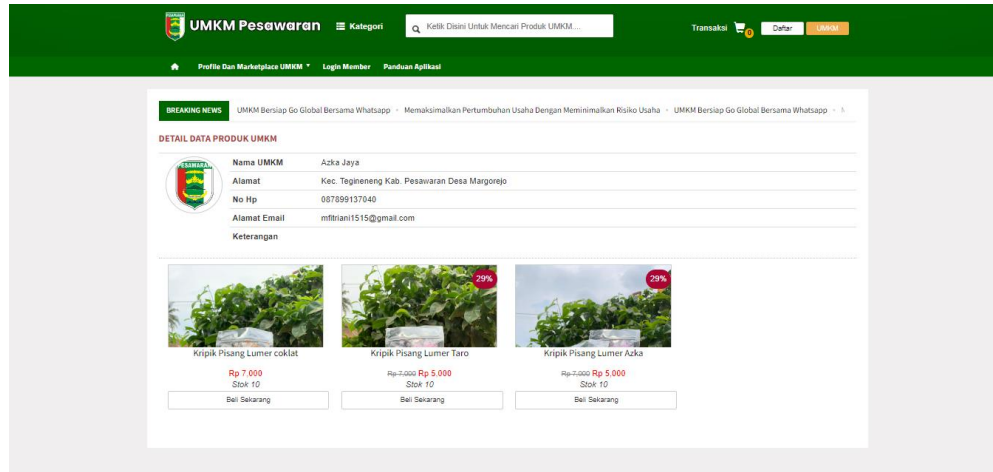 UMKM Pesawaran Kategori Ketik Disini Untuk Mencari Produk UMKM.... Transaksi 0 Daftar UMKM
Profile Dan Marketplace UMKM Login Member Panduan Aplikasi
BREAKING NEWS UMKM Bersiap Go Global Bersama Whatsapp - Memaksimalkan Pertumbuhan Usaha Dengan Meminimalkan Risiko Usaha - UMKM Bersiap Go Global Bersama Whatsapp -
DETAIL DATA PRODUK UMKM
Nama UMKM Azka Jaya
Alamat Kec. Tegineneng Kab. Pesawaran Desa Margorejo
No Hp 087899137040
Alamat Email mfitriani1515@gmail.com
Keterangan
29% 29%
Kripik Pisang Lumer coklat Kripik Pisang Lumer Taro Kripik Pisang Lumer Azka
Rp 7,000 Rp 7,000 Rp 5,000 Rp 7,000 Rp 5,000
Stok 10 Stok 10 Stok 10
Beli Sekarang Beli Sekarang Beli Sekarang